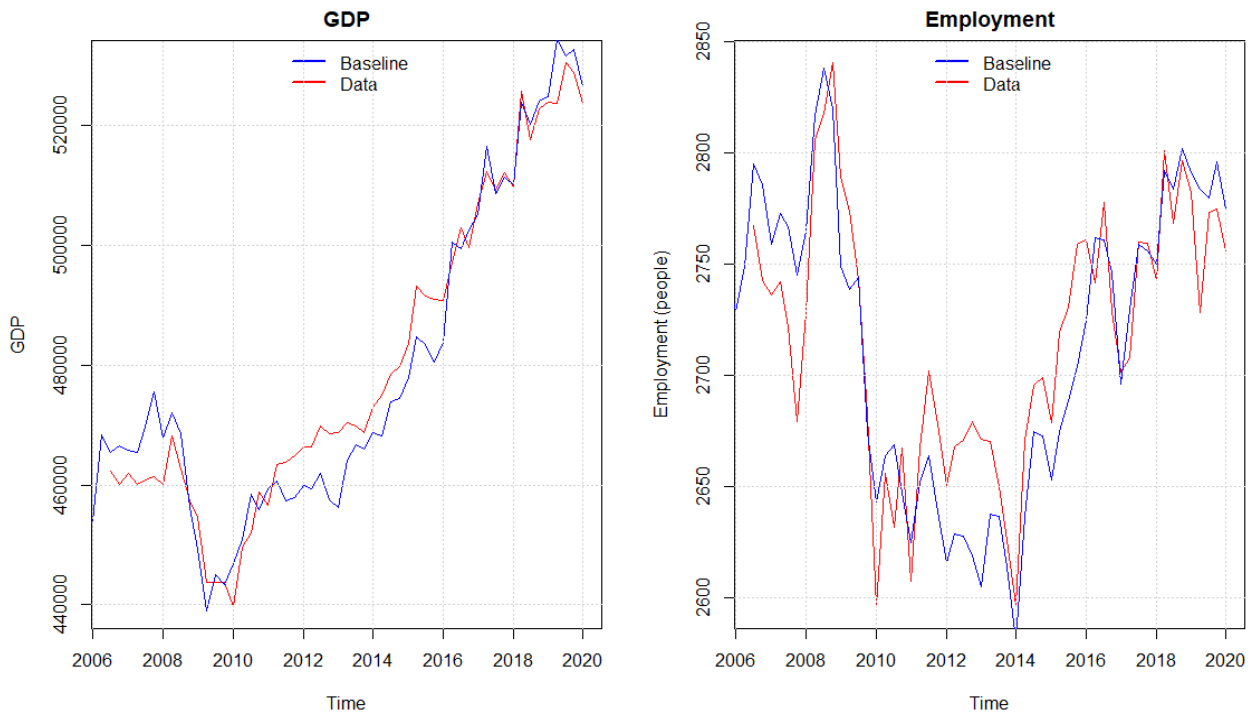 GDP
Baseline
Data
520000
500000
480000
460000
440000
GDP
2006 2008 2010 2012 2014 2016 2018 2020
Time
Employment
Baseline
Data
2850
2800
2750
2700
2650
2600
Employment (people)
2006 2008 2010 2012 2014 2016 2018 2020
Time